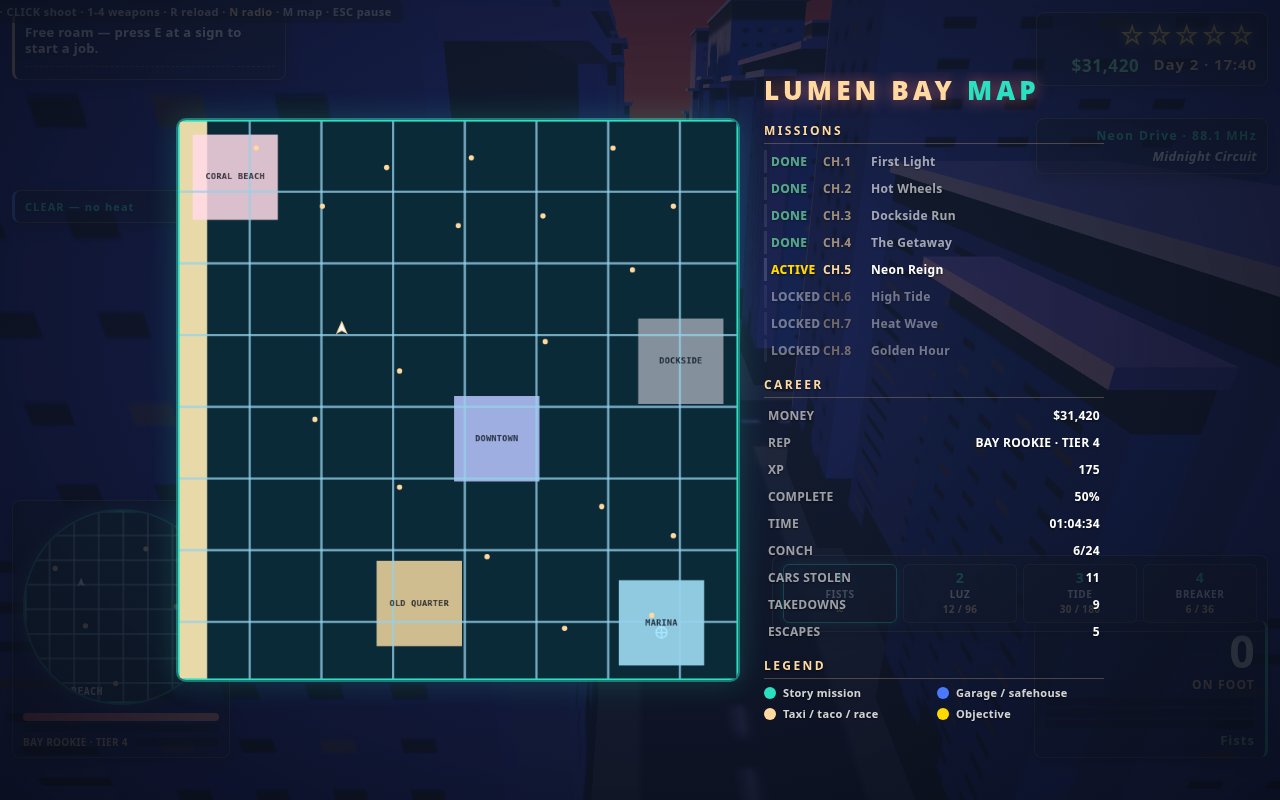 · CLICK shoot · 1-4 weapons · R reload · N radio · M map · ESC pause
Free roam — press E at a sign to
start a job.
$31,420 Day 2 · 17:40
CLEAR — no heat
Neon Drive · 88.1 MHz
Midnight Circuit
CORAL BEACH
DOCKSIDE
DOWNTOWN
OLD QUARTER
MARINA
LUMEN BAY MAP
MISSIONS
DONE CH.1 First Light
DONE CH.2 Hot Wheels
DONE CH.3 Dockside Run
DONE CH.4 The Getaway
ACTIVE CH.5 Neon Reign
LOCKED CH.6 High Tide
LOCKED CH.7 Heat Wave
LOCKED CH.8 Golden Hour
CAREER
MONEY $31,420
REP BAY ROOKIE · TIER 4
XP 175
COMPLETE 50%
TIME 01:04:34
CONCH 6/24
CARS STOLEN 11
TAKEDOWNS 9
ESCAPES 5
LEGEND
Story mission Garage / safehouse
Taxi / taco / race Objective
FISTS
2
LUZ
12 / 96
3
TIDE
4
BREAKER
6 / 36
0
ON FOOT
Fists
BEACH
BAY ROOKIE · TIER 4